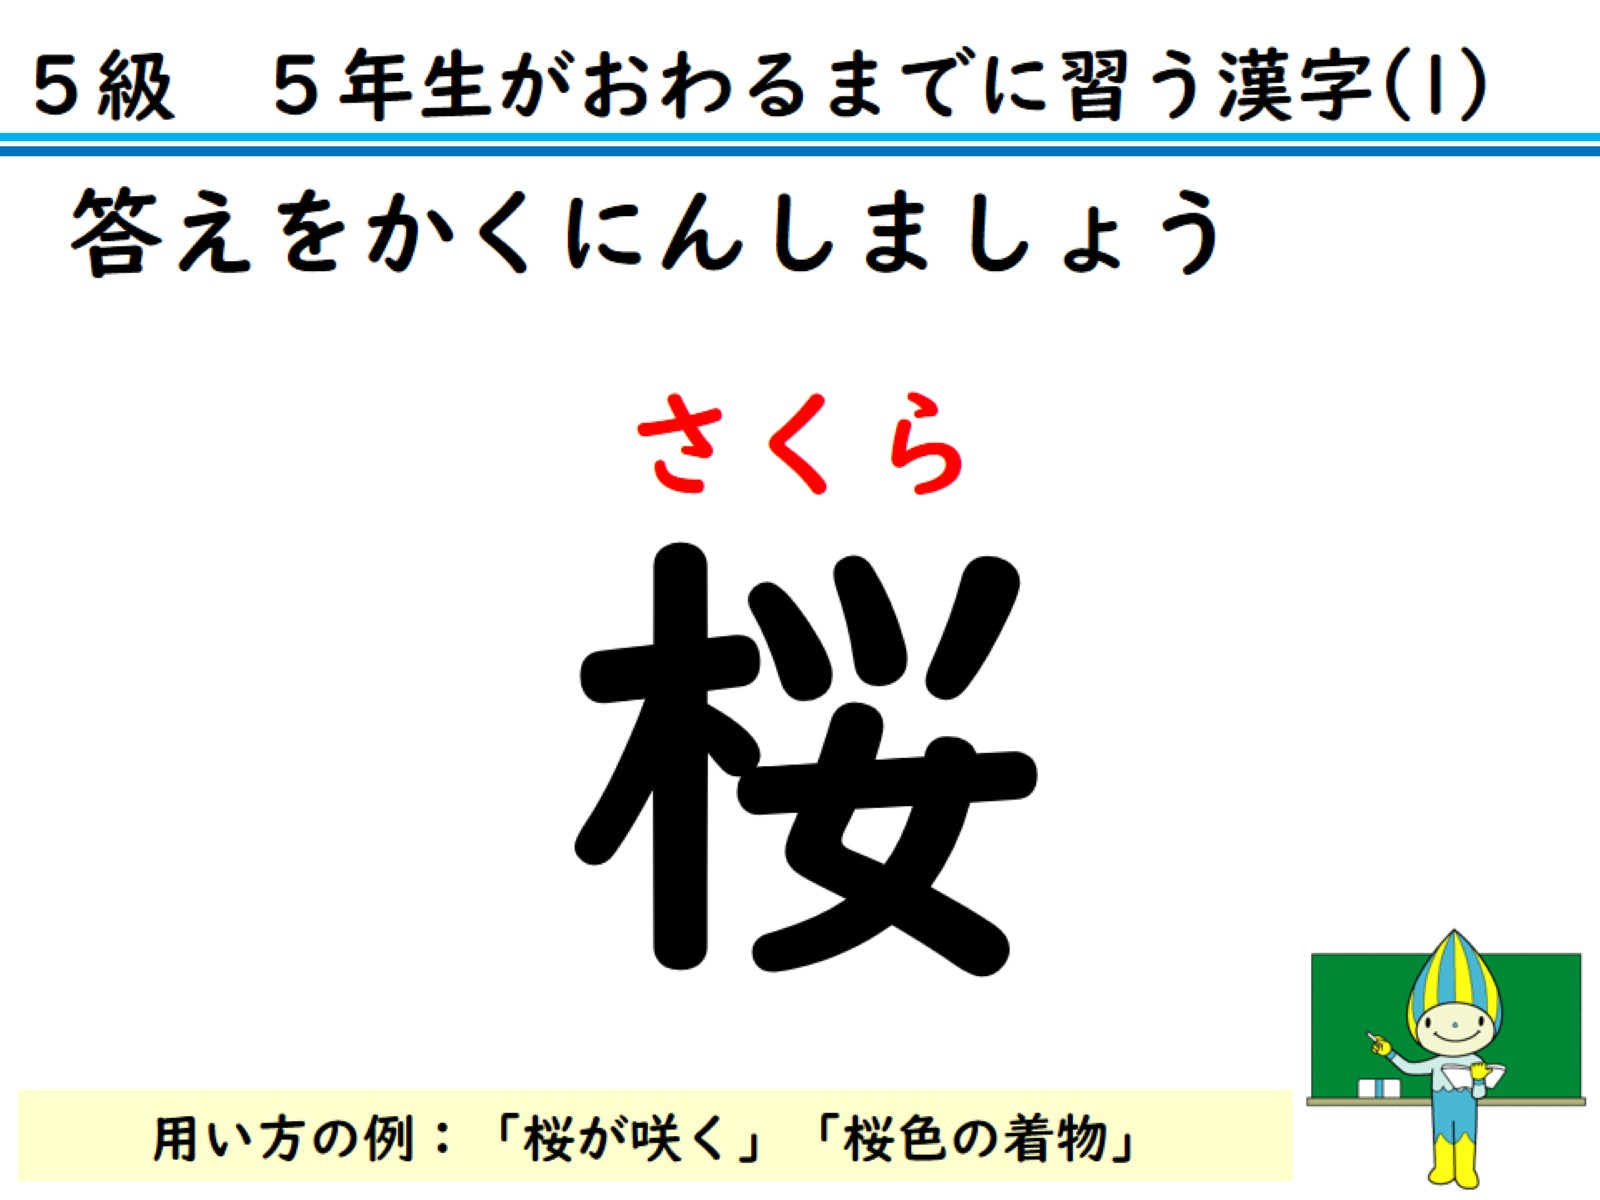 ５級　５年生がおわるまでに習う漢字(1)
答えをかくにんしましょう
さくら
桜
用い方の例：「桜が咲く」「桜色の着物」